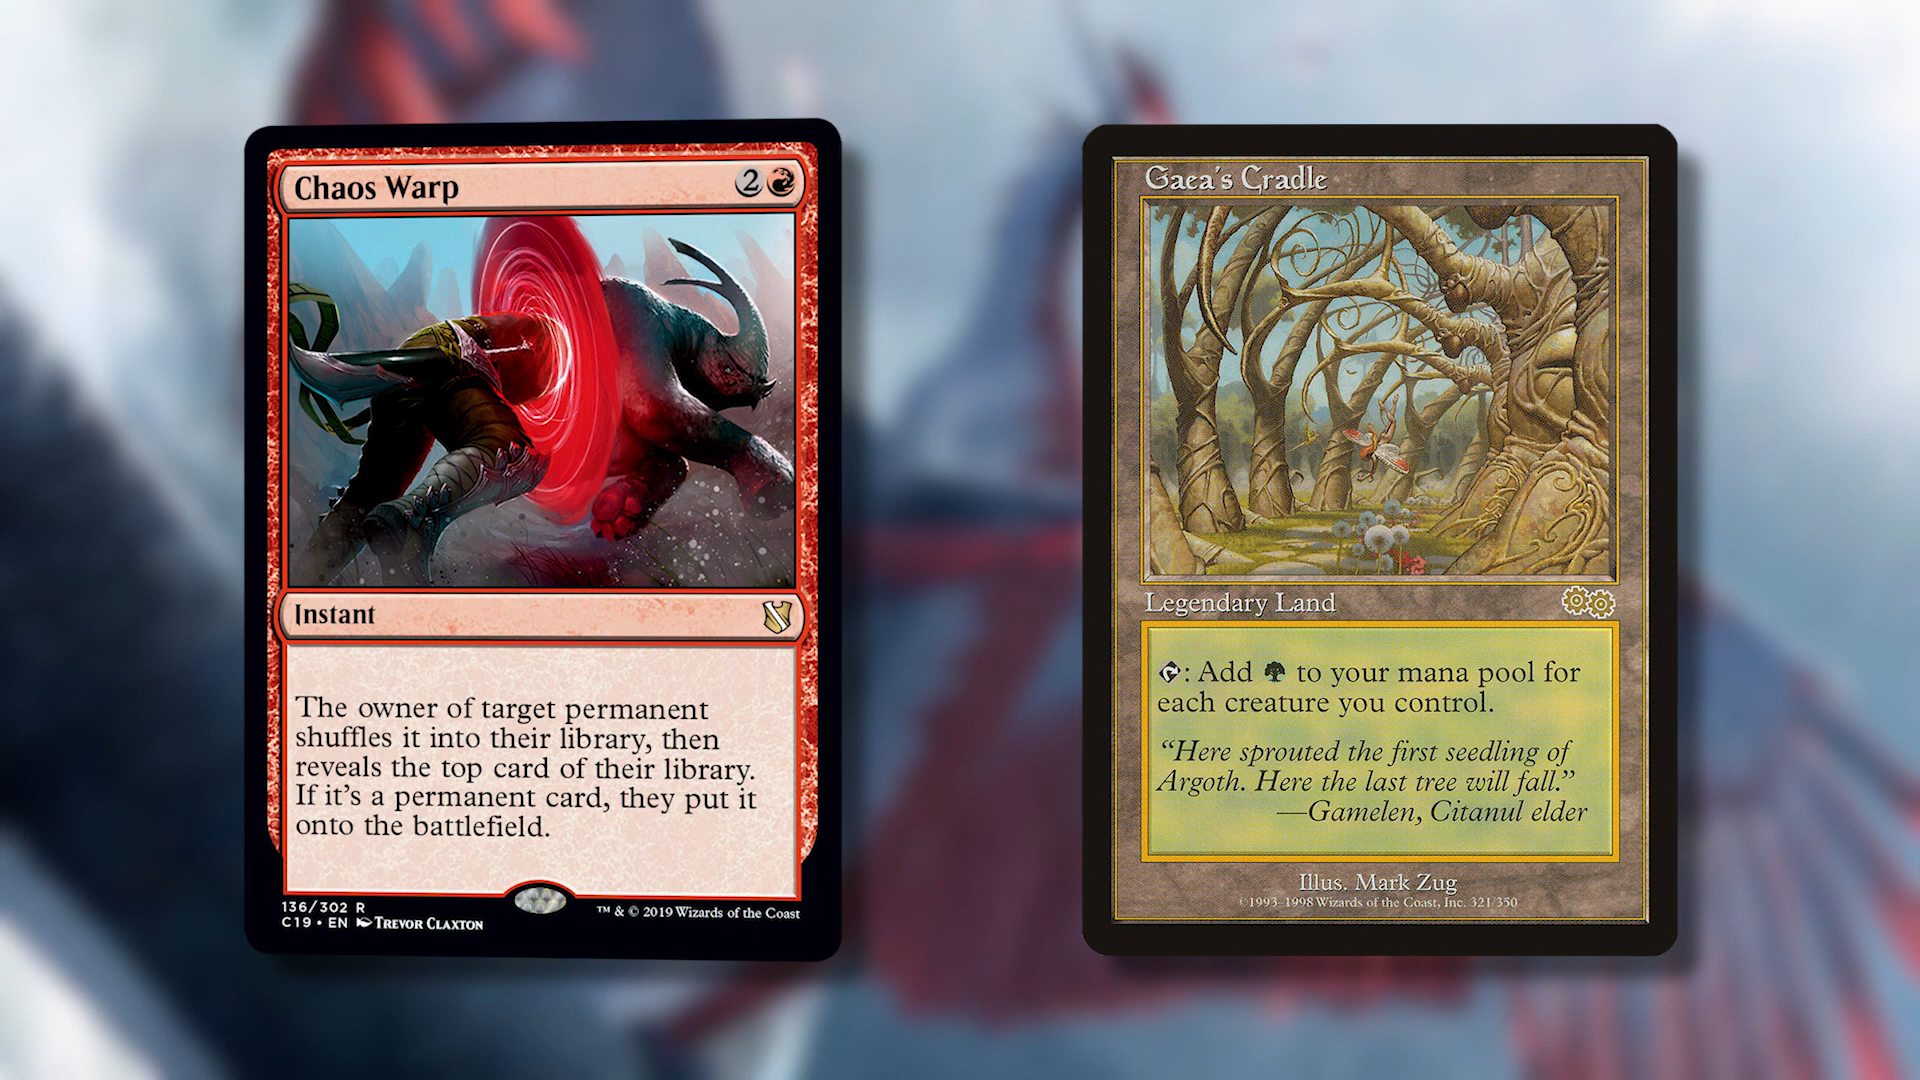 Chaos Warp
2
Instant
The owner of target permanent
shuffles it into their library, then
reveals the top card of their library.
If it's a permanent card, they put it
onto the battlefield.
136/302 R
C19 • EN TREVOR CLAXTON
™ & © 2019 Wizards of the Coast
Gaea's Cradle
Legendary Land
: Add to your mana pool for
each creature you control.
“Here sprouted the first seedling of
Argoth. Here the last tree will fall.”
—Gamelen, Citanul elder
Illus. Mark Zug
©1993–1998 Wizards of the Coast, Inc. 321/350